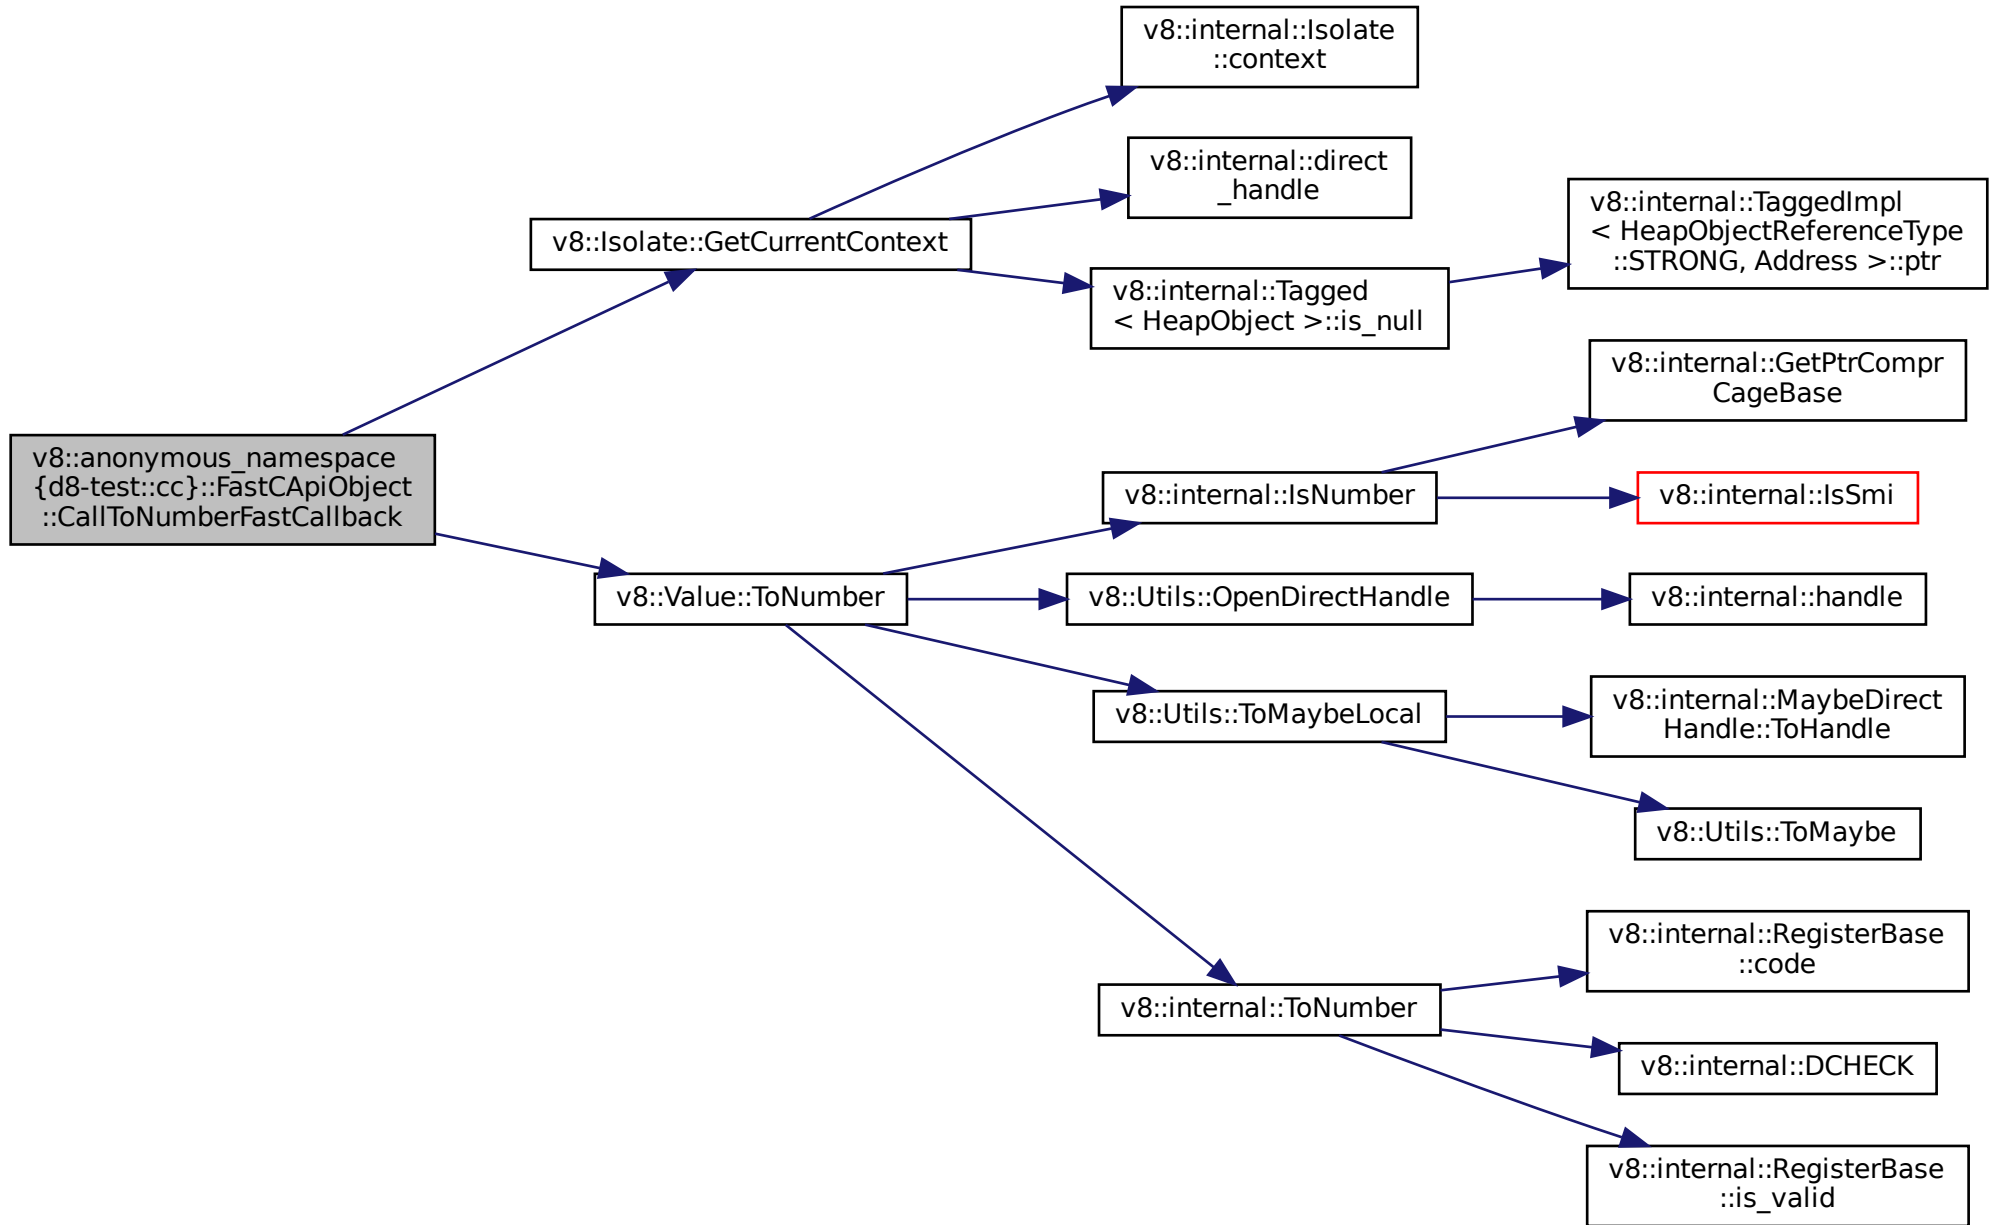 v8::internal::Isolate
::context
v8::internal::direct
_handle
v8::internal::TaggedImpl
< HeapObjectReferenceType
::STRONG, Address >::ptr
v8::Isolate::GetCurrentContext
v8::internal::Tagged
< HeapObject >::is_null
v8::internal::GetPtrCompr
CageBase
v8::anonymous_namespace
{d8-test::cc}::FastCApiObject
::CallToNumberFastCallback
v8::internal::IsNumber
v8::internal::IsSmi
v8::Value::ToNumber
v8::Utils::OpenDirectHandle
v8::internal::handle
v8::Utils::ToMaybeLocal
v8::internal::MaybeDirect
Handle::ToHandle
v8::Utils::ToMaybe
v8::internal::RegisterBase
::code
v8::internal::ToNumber
v8::internal::DCHECK
v8::internal::RegisterBase
::is_valid